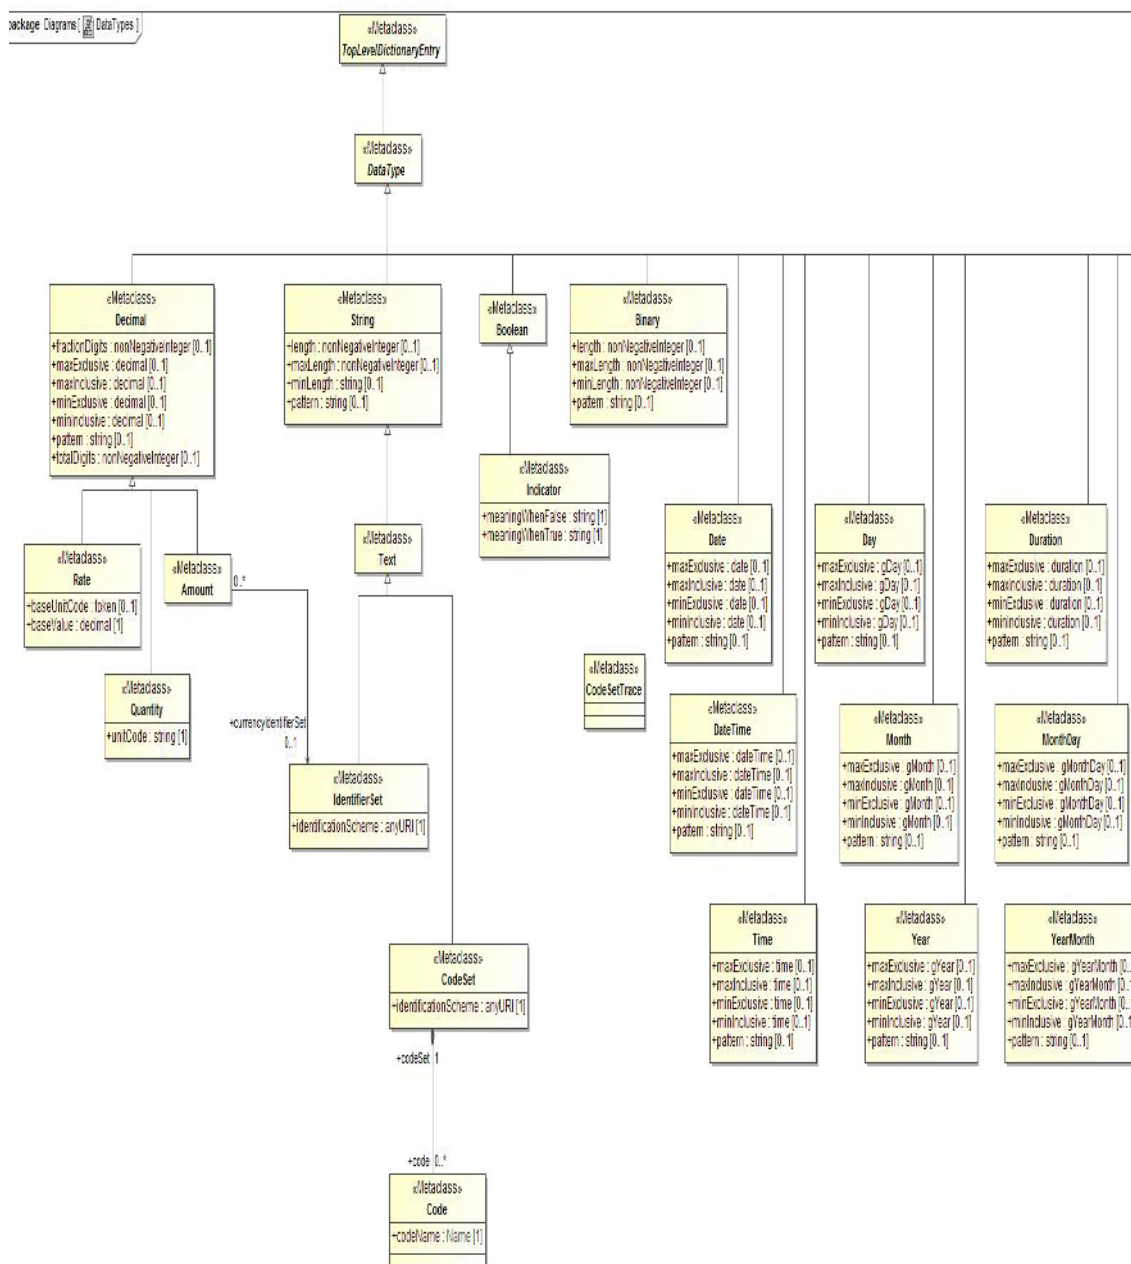 package Diagrams[ DataTypes ]
«Metaclass»
TopLevelDictionaryEntry
«Metaclass»
DataType
«Metaclass»
Decimal
+fractionDigits : nonNegativeInteger [0..1]
+maxExclusive : decimal [0..1]
+maxInclusive : decimal [0..1]
+minExclusive : decimal [0..1]
+minInclusive : decimal [0..1]
+pattern : string [0..1]
+totalDigits : nonNegativeInteger [0..1]
«Metaclass»
String
+length : nonNegativeInteger [0..1]
+maxLength : nonNegativeInteger [0..1]
+minLength : string [0..1]
+pattern : string [0..1]
«Metaclass»
Boolean
«Metaclass»
Binary
+length : nonNegativeInteger [0..1]
+maxLength : nonNegativeInteger [0..1]
+minLength : nonNegativeInteger [0..1]
+pattern : string [0..1]
«Metaclass»
Indicator
+meaningWhenFalse : string [1]
+meaningWhenTrue : string [1]
«Metaclass»
Rate
+baseUnitCode : token [0..1]
+baseValue : decimal [1]
«Metaclass»
Amount
0..*
«Metaclass»
Text
«Metaclass»
Date
+maxExclusive : date [0..1]
+maxInclusive : date [0..1]
+minExclusive : date [0..1]
+minInclusive : date [0..1]
+pattern : string [0..1]
«Metaclass»
Day
+maxExclusive : gDay [0..1]
+maxInclusive : gDay [0..1]
+minExclusive : gDay [0..1]
+minInclusive : gDay [0..1]
+pattern : string [0..1]
«Metaclass»
Duration
+maxExclusive : duration [0..1]
+maxInclusive : duration [0..1]
+minExclusive : duration [0..1]
+minInclusive : duration [0..1]
+pattern : string [0..1]
«Metaclass»
Quantity
+unitCode : string [1]
+currencyIdentifierSet
0..1
«Metaclass»
CodeSetTrace
«Metaclass»
IdentifierSet
+identificationScheme : anyURI [1]
«Metaclass»
DateTime
+maxExclusive : dateTime [0..1]
+maxInclusive : dateTime [0..1]
+minExclusive : dateTime [0..1]
+minInclusive : dateTime [0..1]
+pattern : string [0..1]
«Metaclass»
Month
+maxExclusive : gMonth [0..1]
+maxInclusive : gMonth [0..1]
+minExclusive : gMonth [0..1]
+minInclusive : gMonth [0..1]
+pattern : string [0..1]
«Metaclass»
MonthDay
+maxExclusive : gMonthDay [0..1]
+maxInclusive : gMonthDay [0..1]
+minExclusive : gMonthDay [0..1]
+minInclusive : gMonthDay [0..1]
+pattern : string [0..1]
«Metaclass»
CodeSet
+identificationScheme : anyURI [1]
«Metaclass»
Time
+maxExclusive : time [0..1]
+maxInclusive : time [0..1]
+minExclusive : time [0..1]
+minInclusive : time [0..1]
+pattern : string [0..1]
«Metaclass»
Year
+maxExclusive : gYear [0..1]
+maxInclusive : gYear [0..1]
+minExclusive : gYear [0..1]
+minInclusive : gYear [0..1]
+pattern : string [0..1]
«Metaclass»
YearMonth
+maxExclusive : gYearMonth [0..
+maxInclusive : gYearMonth [0..1
+minExclusive : gYearMonth [0..
+minInclusive : gYearMonth [0..1
+pattern : string [0..1]
+codeSet 1
+code 0..*
«Metaclass»
Code
+codeName : Name [1]